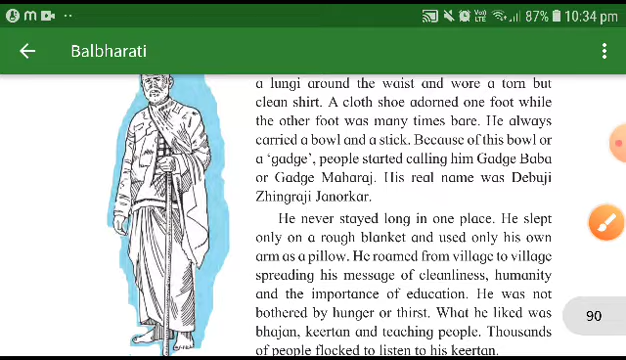 m 87% 10:34 pm
Balbharati
a lungi around the waist and wore a torn but
clean shirt. A cloth shoe adorned one foot while
the other foot was many times bare. He always
carried a bowl and a stick. Because of this bowl or
a 'gadge', people started calling him Gadge Baba
or Gadge Maharaj. His real name was Debuji
Zhingraji Janorkar.
He never stayed long in one place. He slept
only on a rough blanket and used only his own
arm as a pillow. He roamed from village to village
spreading his message of cleanliness, humanity
and the importance of education. He was not
bothered by hunger or thirst. What he liked was
bhajan, keertan and teaching people. Thousands
of people flocked to listen to his keertan.
90